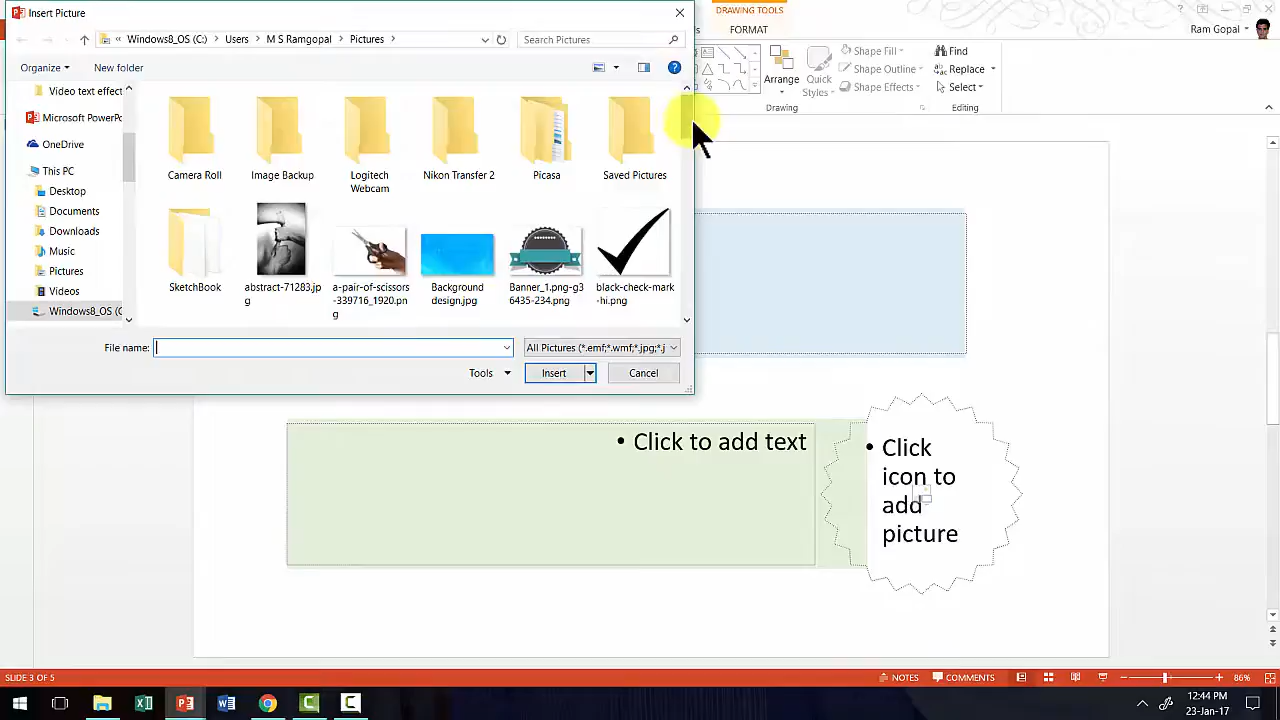 Insert Picture
DRAWING TOOLS
FORMAT
Ram Gopal
Windows8_OS (C:) Users M S Ramgopal Pictures
Search Pictures
Organize
New folder
Shape Fill
Shape Outline
Shape Effects
Arrange
Quick
Styles
Find
Replace
Select
Drawing
Editing
Video text effect
Microsoft PowerPo
OneDrive
This PC
Desktop
Documents
Downloads
Music
Pictures
Videos
Windows8_OS (C
Camera Roll
Image Backup
Logitech
Webcam
Nikon Transfer 2
Picasa
Saved Pictures
SketchBook
abstract-71283.jp
g
a-pair-of-scissors
-339716_1920.pn
g
Background
design.jpg
Banner_1.png-g3
6435-234.png
black-check-mark
-hi.png
File name:
All Pictures (*.emf;*.wmf;*.jpg;*.j
Tools
Insert
Cancel
• Click to add text
• Click
icon to
add
picture
SLIDE 3 OF 5
NOTES
COMMENTS
86%
12:44 PM
23-Jan-17